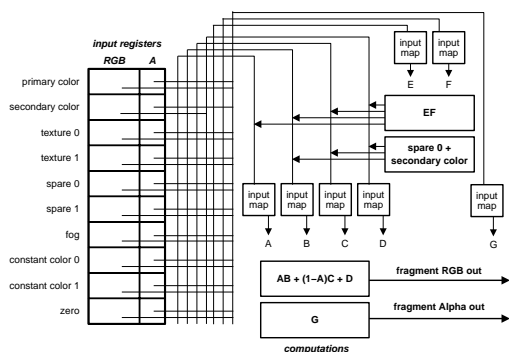 input registers
RGB A
primary color
secondary color
texture 0
texture 1
spare 0
spare 1
fog
constant color 0
constant color 1
zero
input
map
input
map
input
map
E
F
EF
spare 0 +
secondary color
input
map
input
map
input
map
input
map
A
B
C
D
G
AB + (1–A)C + D
fragment RGB out
G
fragment Alpha out
computations